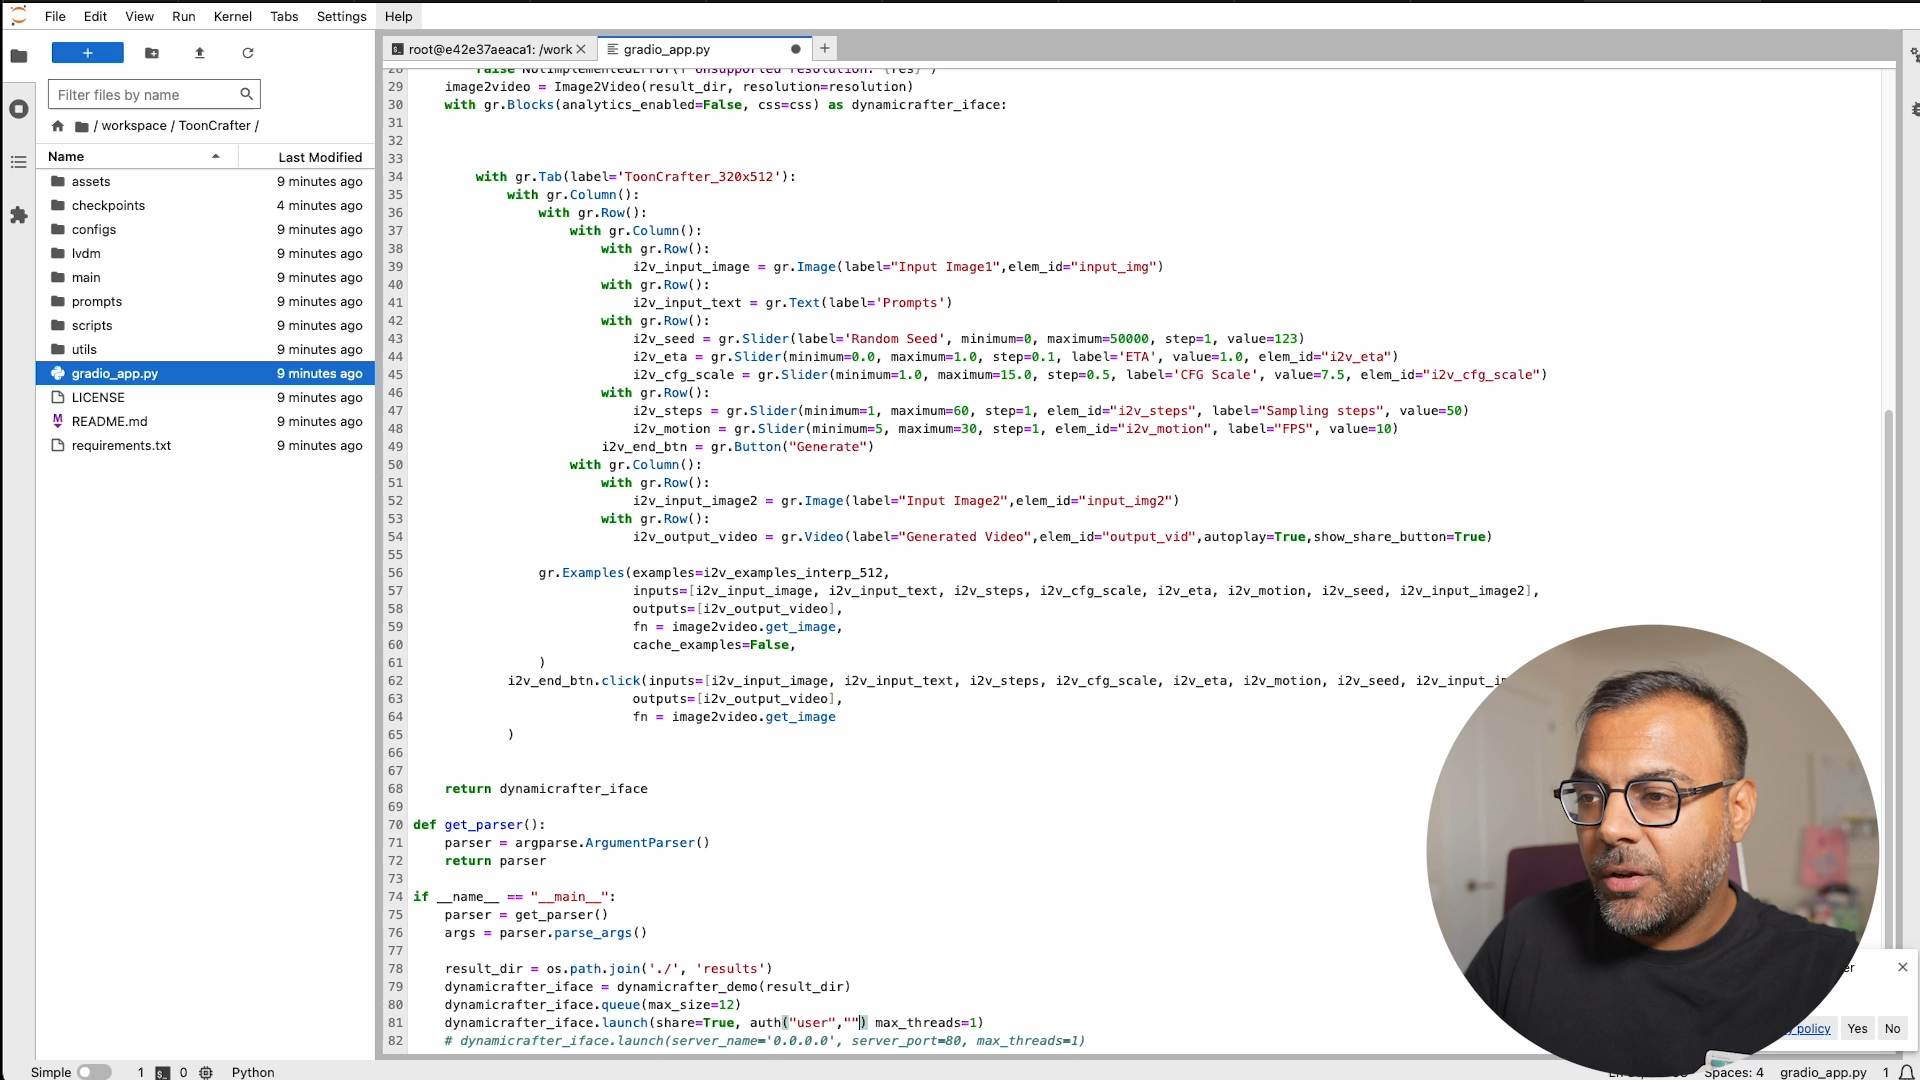 File Edit View Run Kernel Tabs Settings Help
+
root@e42e37aeaca1: /work
gradio_app.py
Filter files by name
/ workspace / ToonCrafter /
Name Last Modified
assets 9 minutes ago
checkpoints 4 minutes ago
configs 9 minutes ago
lvdm 9 minutes ago
main 9 minutes ago
prompts 9 minutes ago
scripts 9 minutes ago
utils 9 minutes ago
gradio_app.py 9 minutes ago
LICENSE 9 minutes ago
README.md 9 minutes ago
requirements.txt 9 minutes ago
29 image2video = Image2Video(result_dir, resolution=resolution)
30 with gr.Blocks(analytics_enabled=False, css=css) as dynamicrafter_iface:
31
32
33
34 with gr.Tab(label='ToonCrafter_320x512'):
35 with gr.Column():
36 with gr.Row():
37 with gr.Column():
38 with gr.Row():
39 i2v_input_image = gr.Image(label="Input Image1",elem_id="input_img")
40 with gr.Row():
41 i2v_input_text = gr.Text(label='Prompts')
42 with gr.Row():
43 i2v_seed = gr.Slider(label='Random Seed', minimum=0, maximum=50000, step=1, value=123)
44 i2v_eta = gr.Slider(minimum=0.0, maximum=1.0, step=0.1, label='ETA', value=1.0, elem_id="i2v_eta")
45 i2v_cfg_scale = gr.Slider(minimum=1.0, maximum=15.0, step=0.5, label='CFG Scale', value=7.5, elem_id="i2v_cfg_scale")
46 with gr.Row():
47 i2v_steps = gr.Slider(minimum=1, maximum=60, step=1, elem_id="i2v_steps", label="Sampling steps", value=50)
48 i2v_motion = gr.Slider(minimum=5, maximum=30, step=1, elem_id="i2v_motion", label="FPS", value=10)
49 i2v_end_btn = gr.Button("Generate")
50 with gr.Column():
51 with gr.Row():
52 i2v_input_image2 = gr.Image(label="Input Image2",elem_id="input_img2")
53 with gr.Row():
54 i2v_output_video = gr.Video(label="Generated Video",elem_id="output_vid",autoplay=True,show_share_button=True)
55
56 gr.Examples(examples=i2v_examples_interp_512,
57 inputs=[i2v_input_image, i2v_input_text, i2v_steps, i2v_cfg_scale, i2v_eta, i2v_motion, i2v_seed, i2v_input_image2],
58 outputs=[i2v_output_video],
59 fn = image2video.get_image,
60 cache_examples=False,
61 )
62 i2v_end_btn.click(inputs=[i2v_input_image, i2v_input_text, i2v_steps, i2v_cfg_scale, i2v_eta, i2v_motion, i2v_seed,
63 outputs=[i2v_output_video],
64 fn = image2video.get_image
65 )
66
67
68 return dynamicrafter_iface
69
70 def get_parser():
71 parser = argparse.ArgumentParser()
72 return parser
73
74 if __name__ == "__main__":
75 parser = get_parser()
76 args = parser.parse_args()
77
78 result_dir = os.path.join('./', 'results')
79 dynamicrafter_iface = dynamicrafter_demo(result_dir)
80 dynamicrafter_iface.queue(max_size=12)
81 dynamicrafter_iface.launch(share=True, auth("user","") max_threads=1)
82 # dynamicrafter_iface.launch(server_name='0.0.0.0', server_port=80, max_threads=1)
policy Yes No
Simple 1 0 Python
Spaces: 4 gradio_app.py 1